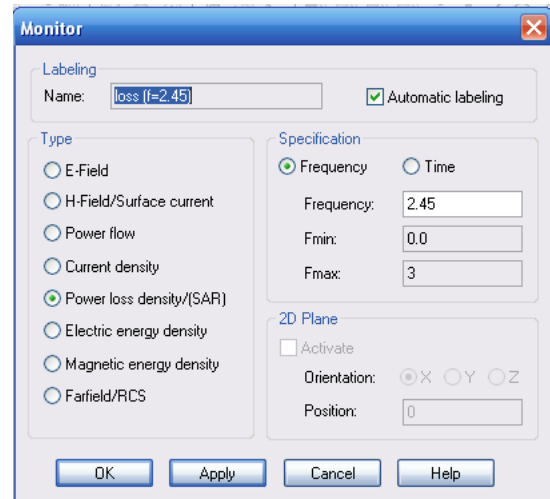 Monitor
Labeling
Name: loss (f=2.45) Automatic labeling
Type
E-Field
H-Field/Surface current
Power flow
Current density
Power loss density/(SAR)
Electric energy density
Magnetic energy density
Farfield/RCS
Specification
Frequency Time
Frequency: 2.45
Fmin: 0.0
Fmax: 3
2D Plane
Activate
Orientation: X Y Z
Position: 0
OK Apply Cancel Help